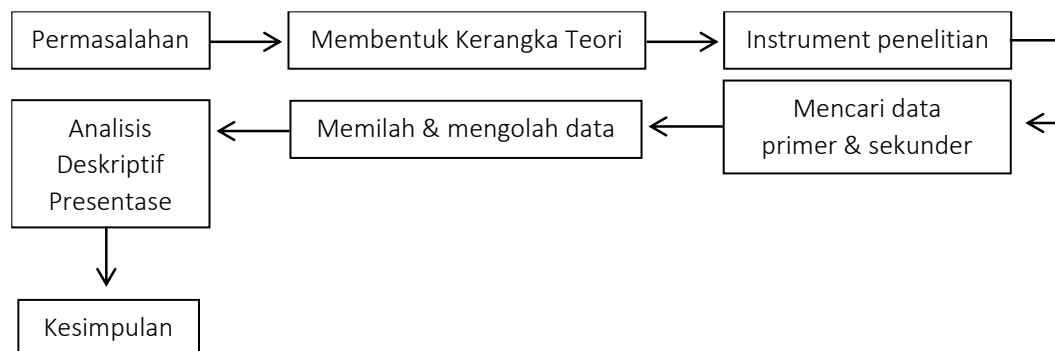 Permasalahan
Membentuk Kerangka Teori
Instrument penelitian
Mencari data
primer & sekunder
Memilah & mengolah data
Analisis
Deskriptif
Presentase
Kesimpulan